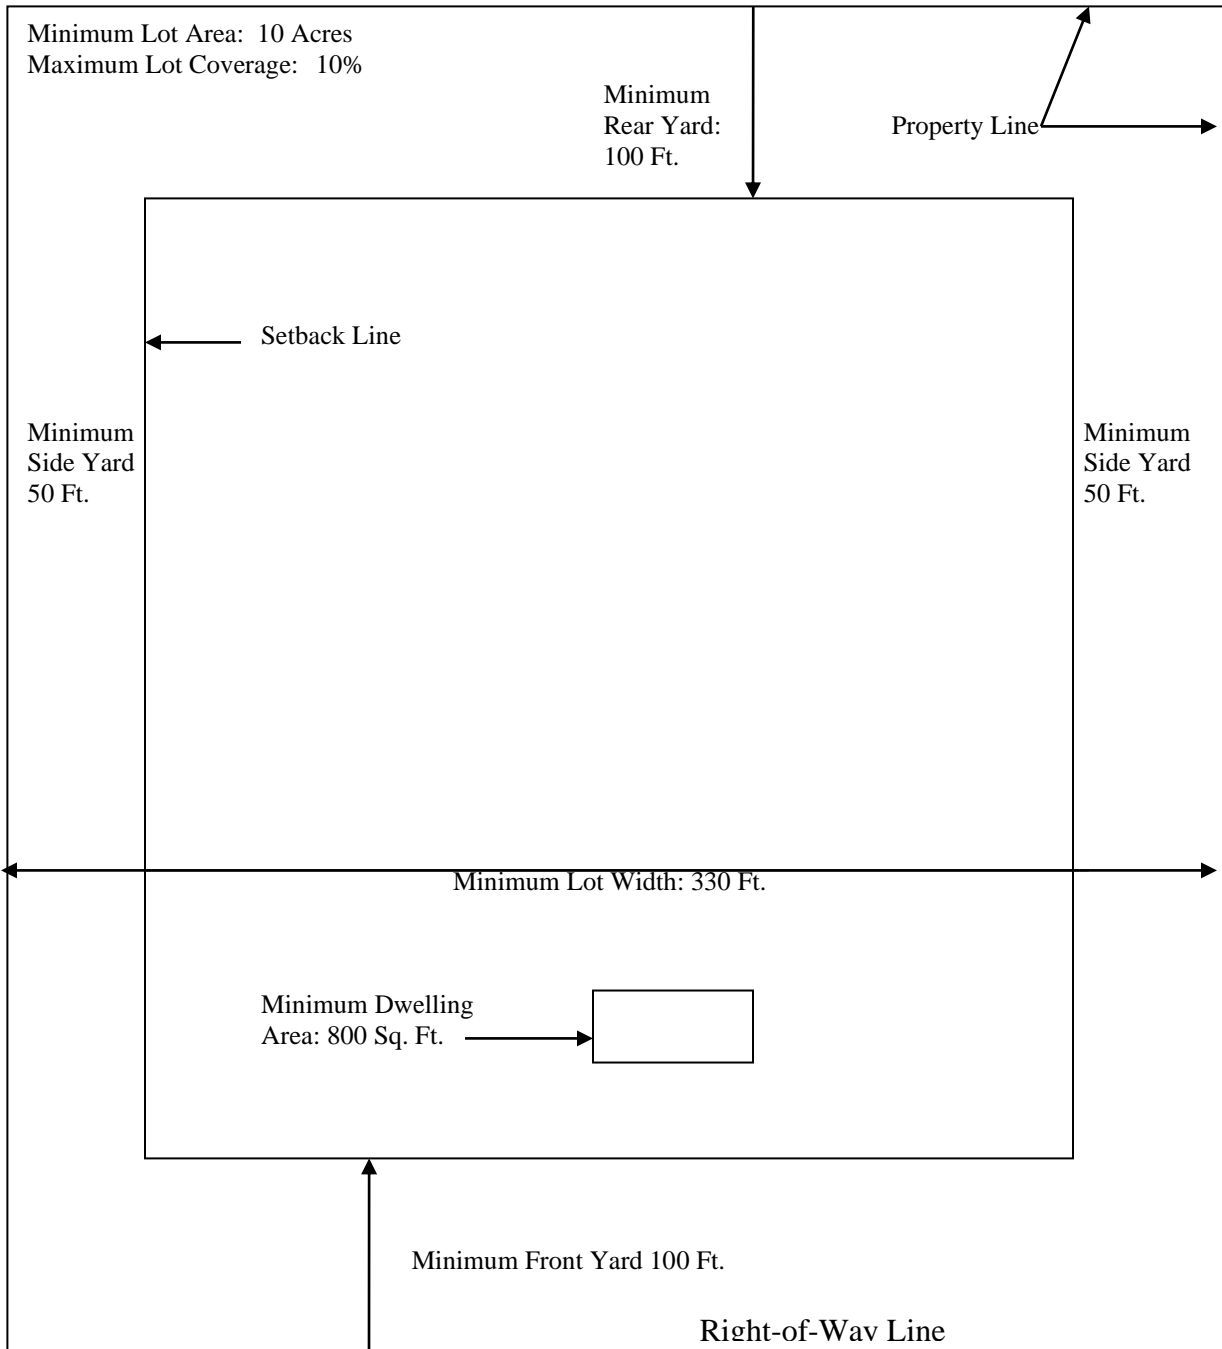 Minimum Lot Area: 10 Acres
Maximum Lot Coverage: 10%
Minimum
Rear Yard:
100 Ft.
Property Line
Setback Line
Minimum
Side Yard
50 Ft.
Minimum
Side Yard
50 Ft.
Minimum Lot Width: 330 Ft.
Minimum Dwelling
Area: 800 Sq. Ft.
Minimum Front Yard 100 Ft.
Right-of-Way Line